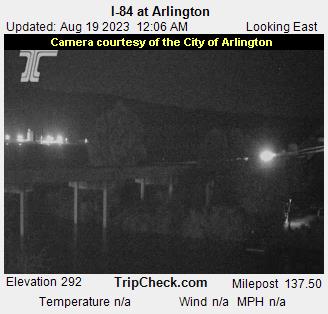 I-84 at Arlington
Updated: Aug 19 2023 12:06 AM Looking East
Camera courtesy of the City of Arlington
Elevation 292 TripCheck.com Milepost 137.50
Temperature n/a Wind n/a MPH n/a